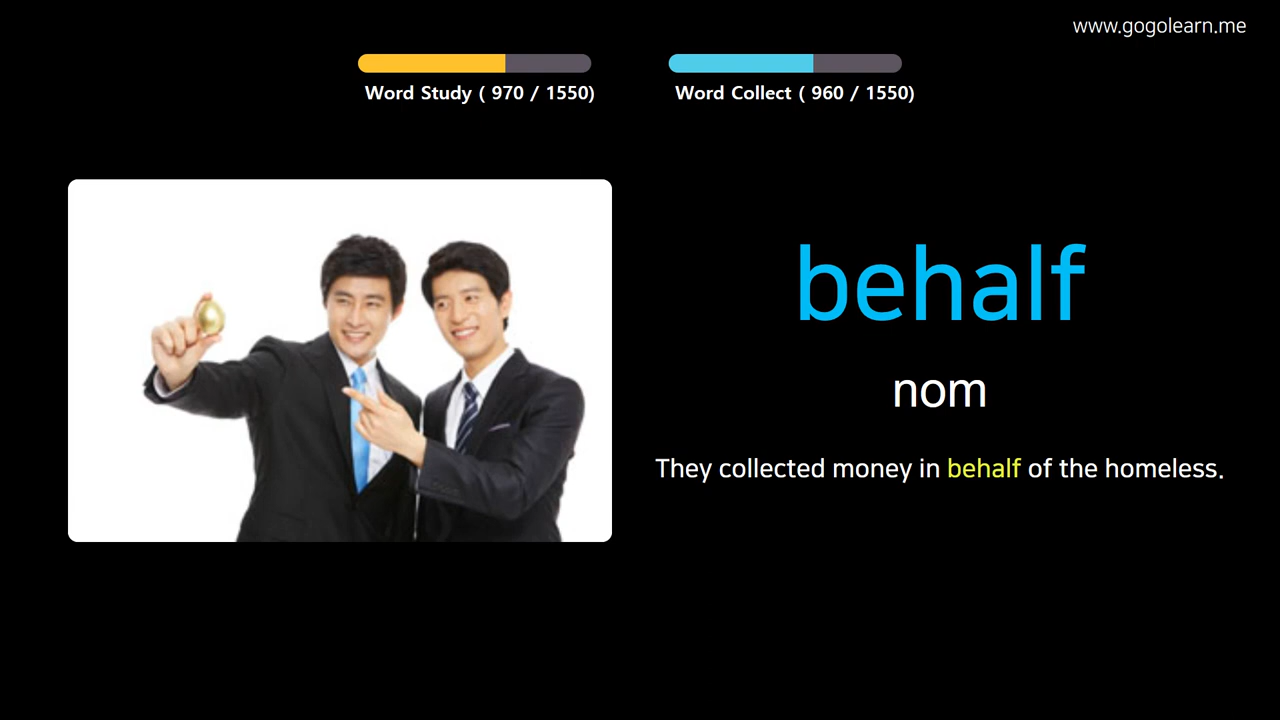 www.gogolearn.me
Word Study ( 970 / 1550)
Word Collect ( 960 / 1550)
behalf
nom
They collected money in behalf of the homeless.